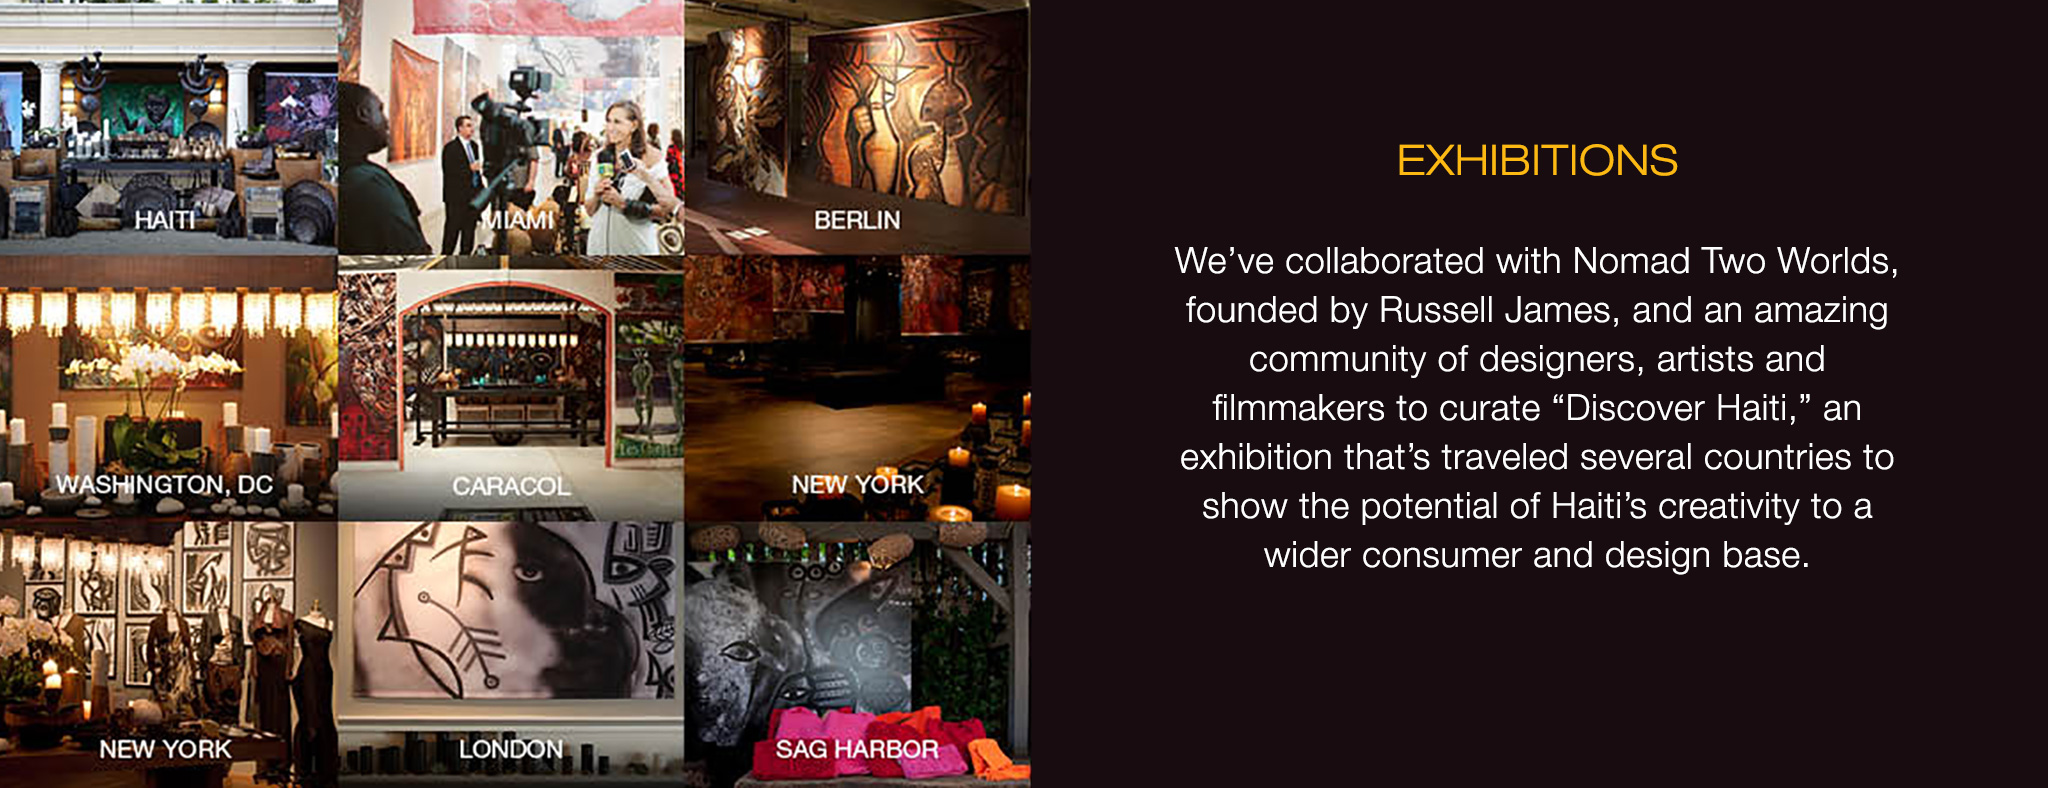 HAITI
MIAMI
BERLIN
WASHINGTON, DC
CARACOL
NEW YORK
NEW YORK
LONDON
SAG HARBOR
EXHIBITIONS
We’ve collaborated with Nomad Two Worlds,
founded by Russell James, and an amazing
community of designers, artists and
filmmakers to curate “Discover Haiti,” an
exhibition that’s traveled several countries to
show the potential of Haiti’s creativity to a
wider consumer and design base.